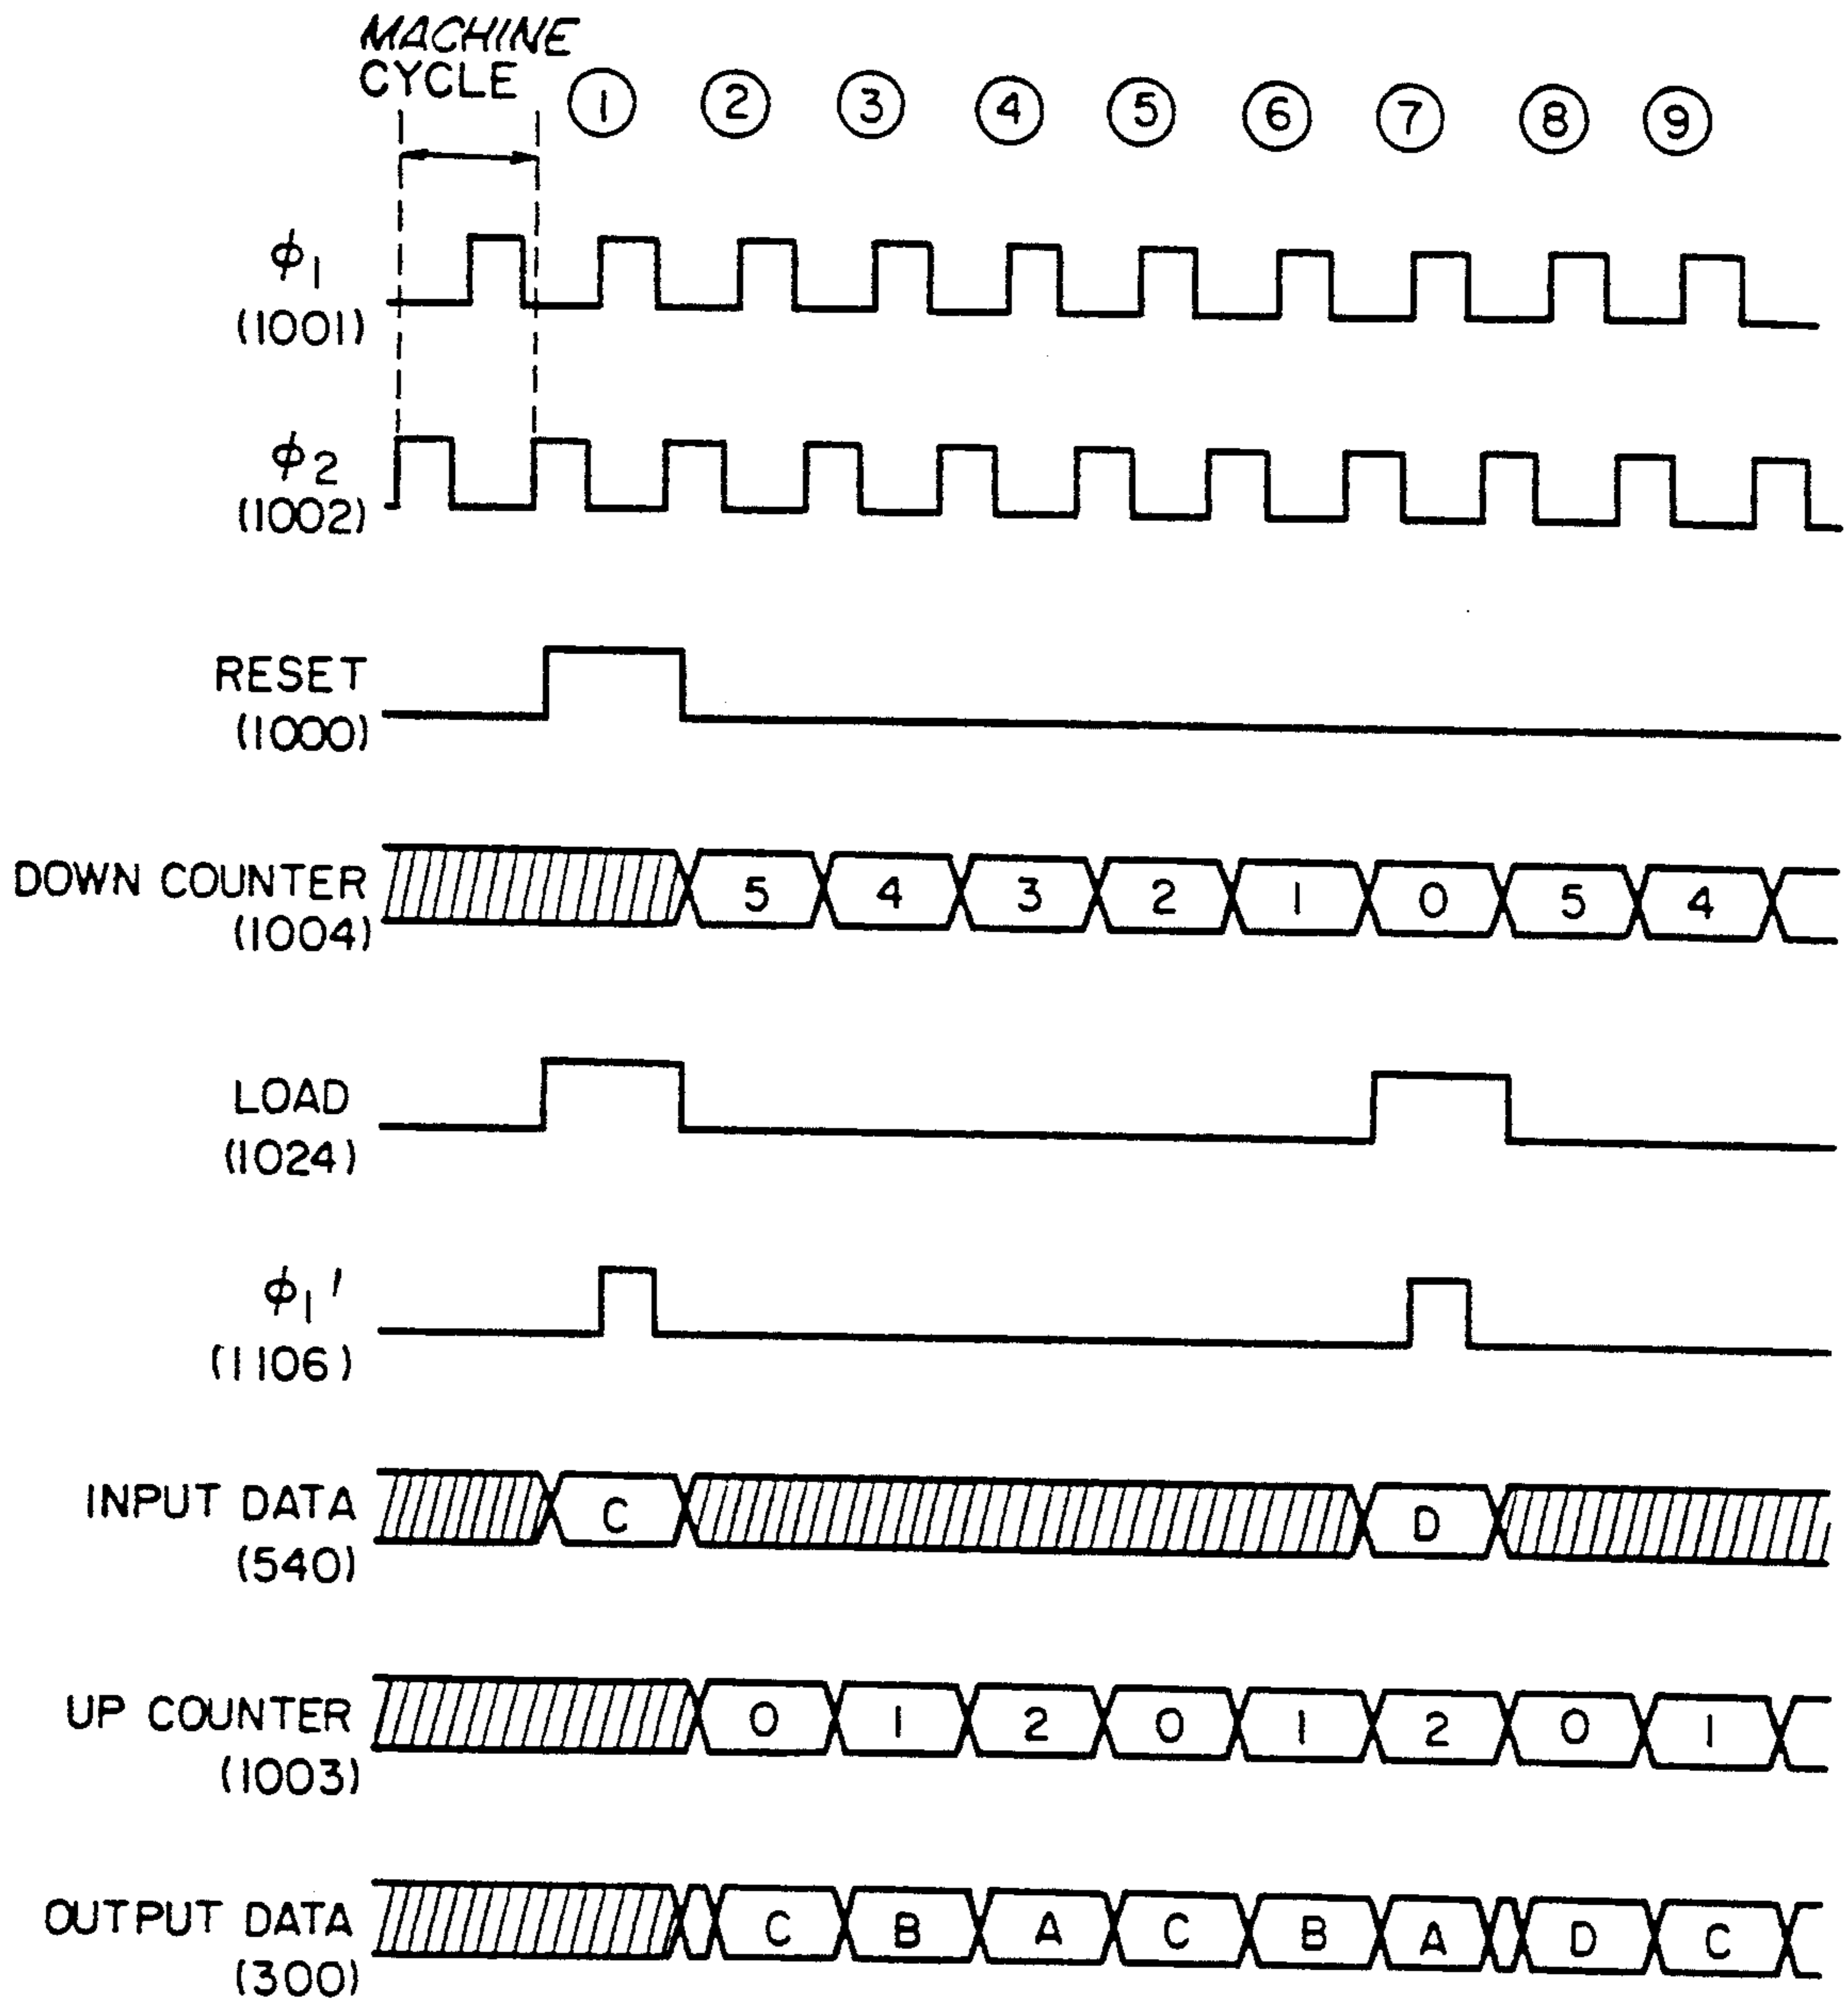 MACHINE
CYCLE
① ② ③ ④ ⑤ ⑥ ⑦ ⑧ ⑨
ϕ1
(1001)
ϕ2
(1002)
RESET
(1000)
DOWN COUNTER
(1004)
5 4 3 2 1 0 5 4
LOAD
(1024)
ϕ1'
(1106)
INPUT DATA
(540)
C D
UP COUNTER
(1003)
0 1 2 0 1 2 0 1
OUTPUT DATA
(300)
C B A C B A D C